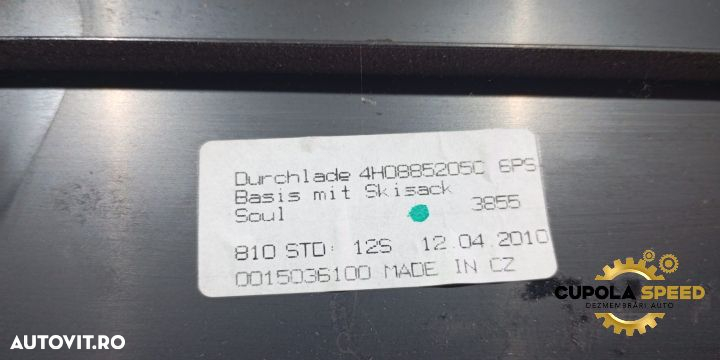 Durchlade 4H0885205C 6PS
Basis mit Skisack
Soul 3855
810 STD: 12S 12.04.2010
0015036100 MADE IN CZ
CUPOLA SPEED
DEZMEMBRĂRI AUTO
AUTOVIT.RO